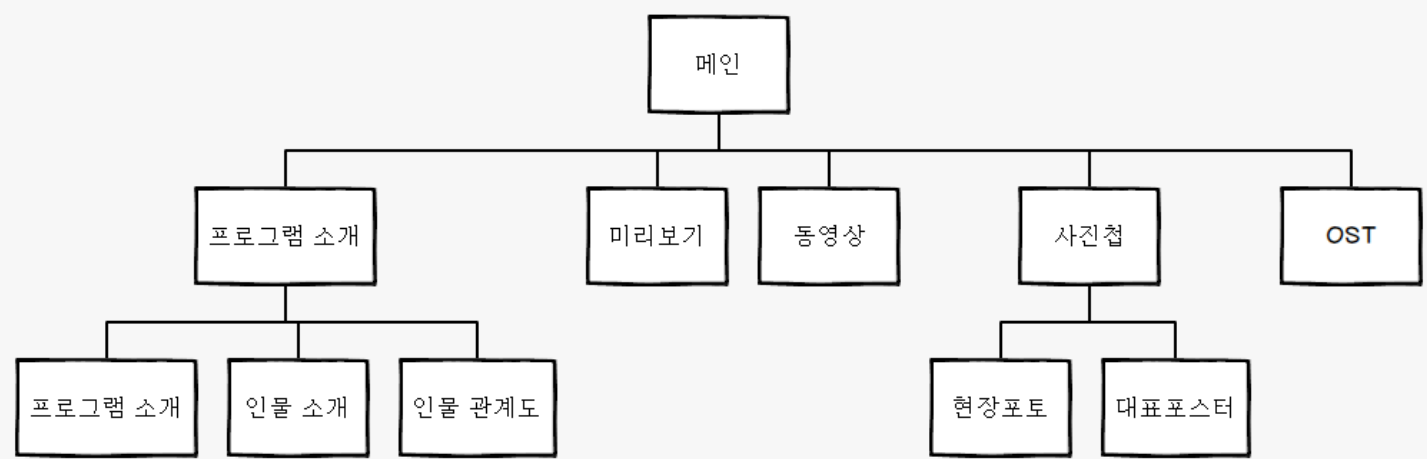 메인
프로그램 소개
미리보기
동영상
사진첩
OST
프로그램 소개
인물 소개
인물 관계도
현장포토
대표포스터